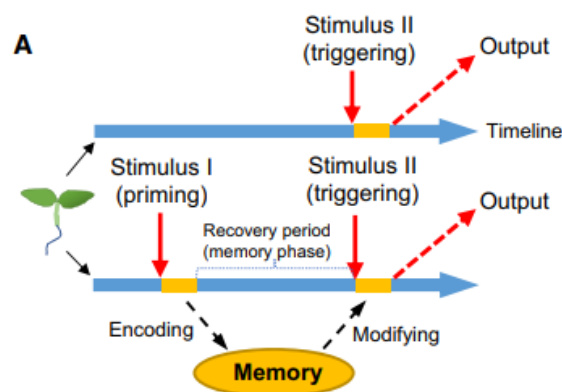 A
Stimulus II
(triggering)
Output
Timeline
Stimulus I
(priming)
Stimulus II
(triggering)
Output
Recovery period
(memory phase)
Encoding
Modifying
Memory